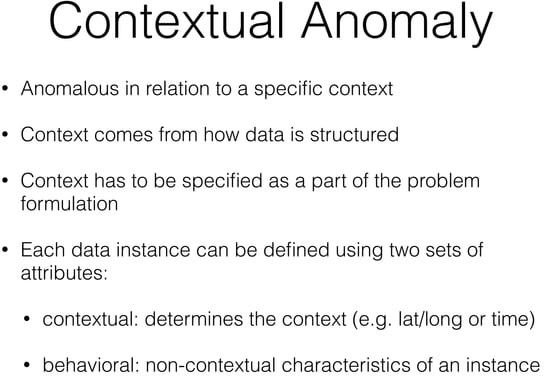 Contextual Anomaly
• Anomalous in relation to a specific context
• Context comes from how data is structured
• Context has to be specified as a part of the problem
formulation
• Each data instance can be defined using two sets of
attributes:
• contextual: determines the context (e.g. lat/long or time)
• behavioral: non-contextual characteristics of an instance